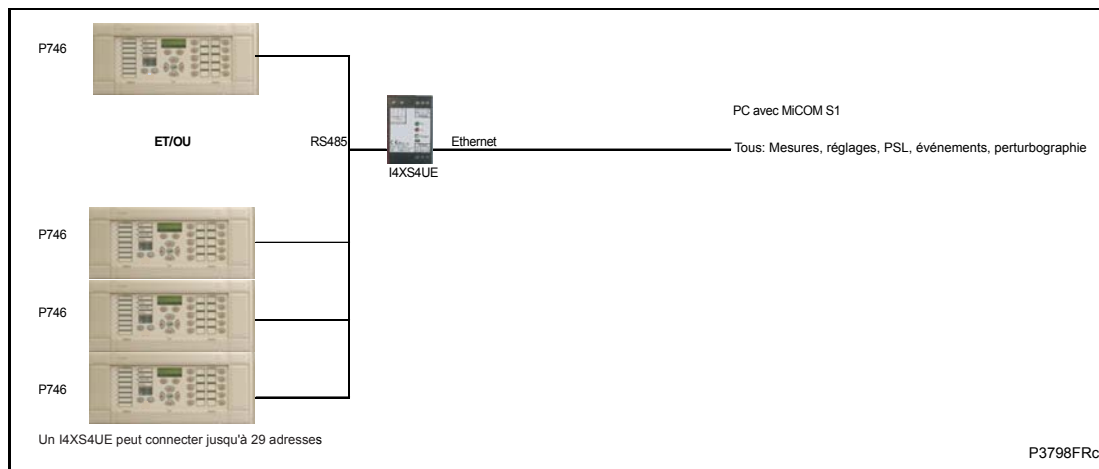 P746
ET/OU
RS485
Ethernet
I4XS4UE
PC avec MiCOM S1
Tous: Mesures, réglages, PSL, événements, perturbographie
P746
P746
P746
Un I4XS4UE peut connecter jusqu'à 29 adresses
P3798FRc